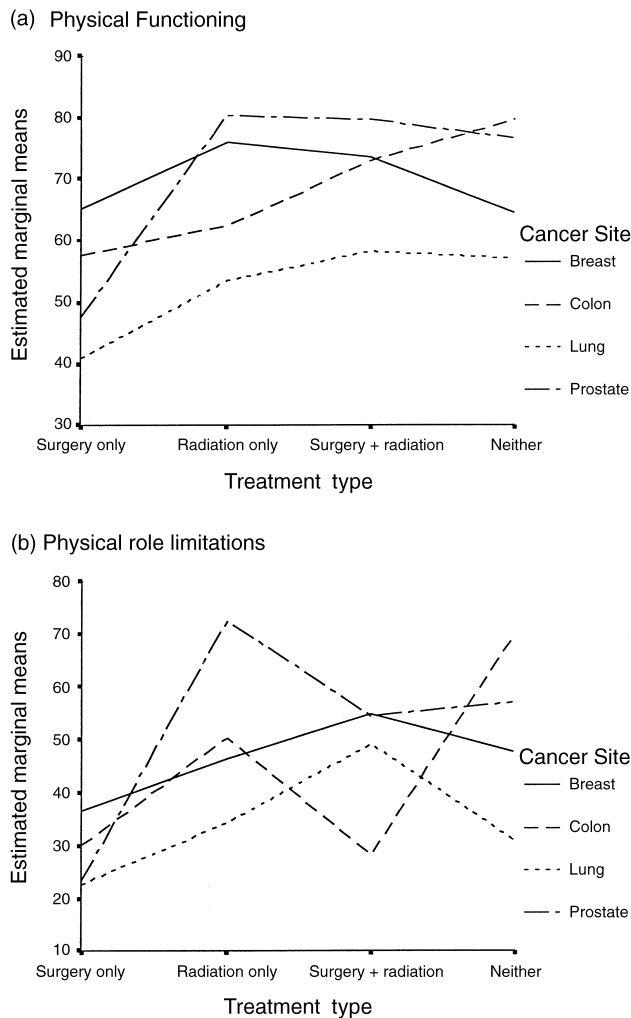 (a) Physical Functioning
Estimated marginal means
90
80
70
60
50
40
30
Surgery only Radiation only Surgery + radiation Neither
Treatment type
Cancer Site
Breast
Colon
Lung
Prostate
(b) Physical role limitations
Estimated marginal means
80
70
60
50
40
30
20
10
Surgery only Radiation only Surgery + radiation Neither
Treatment type
Cancer Site
Breast
Colon
Lung
Prostate